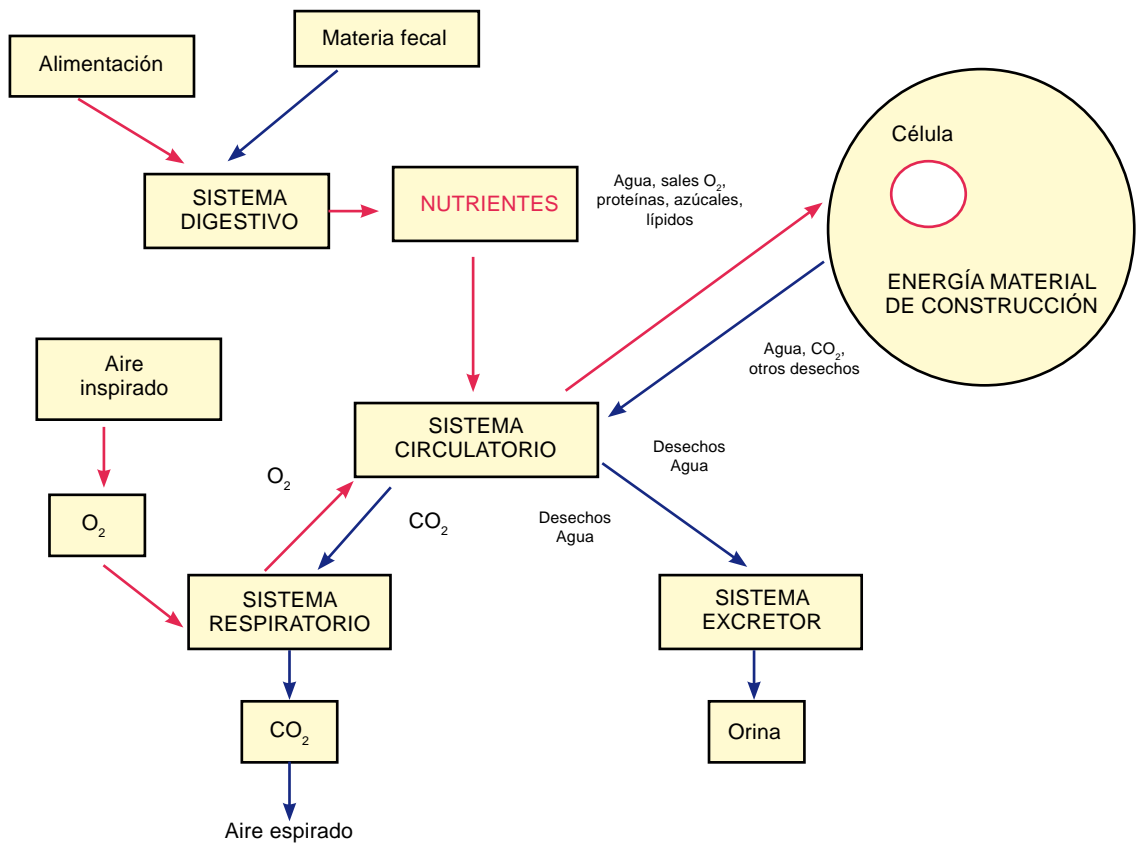 Materia fecal
Alimentación
Célula
SISTEMA
DIGESTIVO
NUTRIENTES
Agua, sales O₂,
proteínas, azúcales,
lípidos
ENERGÍA MATERIAL
DE CONSTRUCCIÓN
Aire
inspirado
Agua, CO₂,
otros desechos
SISTEMA
CIRCULATORIO
Desechos
Agua
O₂
O₂
CO₂
Desechos
Agua
SISTEMA
RESPIRATORIO
SISTEMA
EXCRETOR
CO₂
Orina
Aire espirado